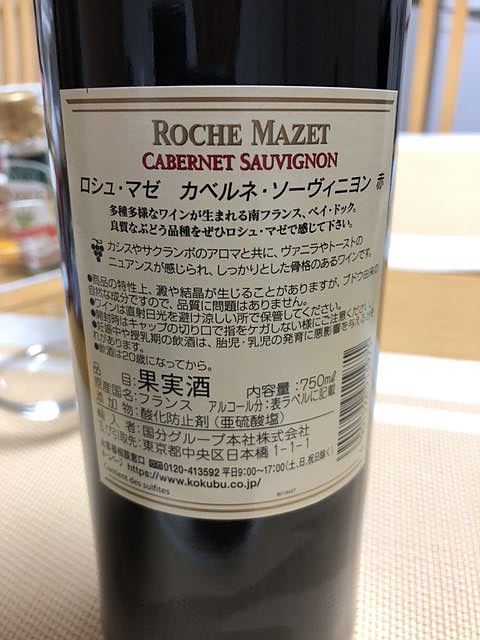 ROCHE MAZET
CABERNET SAUVIGNON
ロシュ・マゼ カベルネ・ソーヴィニヨン 赤
多種多様なワインが生まれる南フランス、ペイ・ドック。
良質なぶどう品種をぜひロシュ・マゼで感じて下さい。
カシスやサクランボのアロマと共に、ヴァニラやトーストの
ニュアンスが感じられ、しっかりとした骨格のあるワインです。
●商品の特性上、澱や結晶が生じることがありますが、ブドウ由来の
自然な成分ですので、品質に問題はありません。
●ワインは直射日光を避け涼しい所で保管してください。
●開封時はキャップの切り口で指をケガしない様にご注意ください
●妊娠中や授乳期の飲酒は、胎児・乳児の発育に悪影響を与える
れがあります。
●飲酒は20歳になってから。
品目:果実酒 内容量:750mℓ
原産国名:フランス アルコール分:表ラベルに記載
添加物:酸化防止剤(亜硫酸塩)
輸入者 国分グループ本社株式会社
及び引取先:東京都中央区日本橋1-1-1
お客様相談窓口 0120-413592 平日9:00〜17:00(土、日、祝日除く)
ホームページ https://www.kokubu.co.jp/
Contient des sulfites